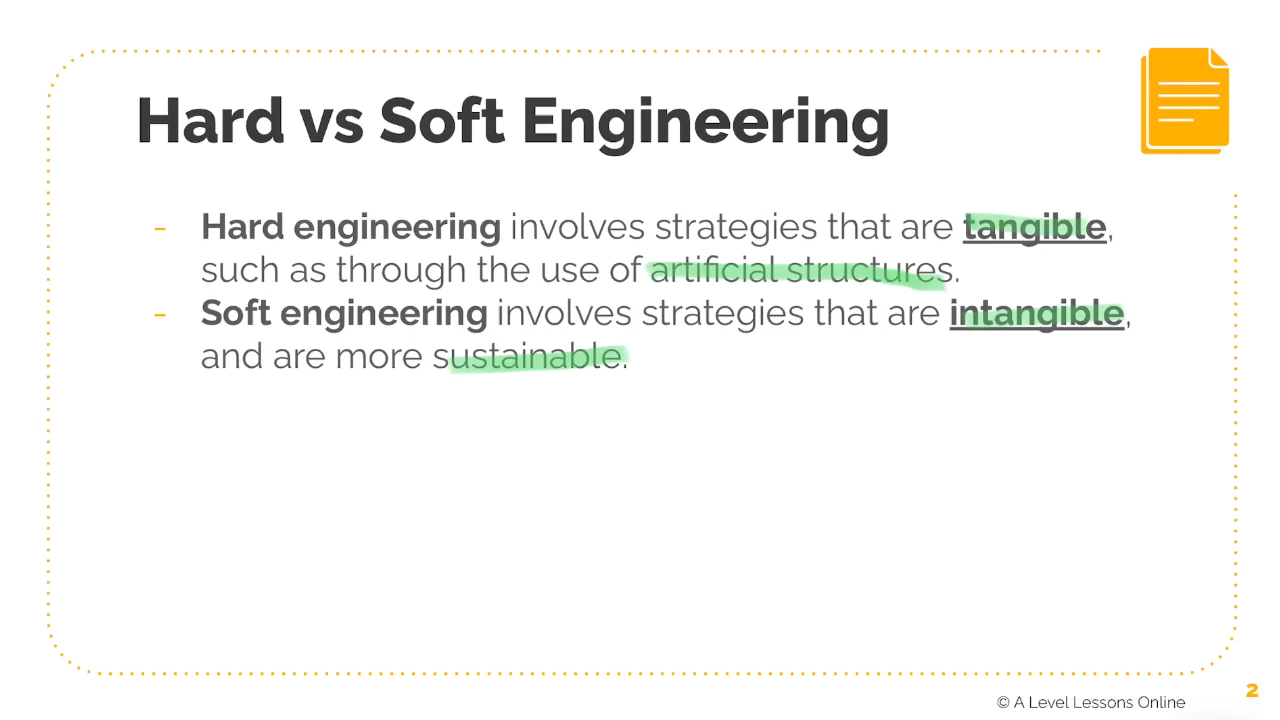 Hard vs Soft Engineering
- Hard engineering involves strategies that are tangible,
such as through the use of artificial structures.
- Soft engineering involves strategies that are intangible,
and are more sustainable.
© A Level Lessons Online
2